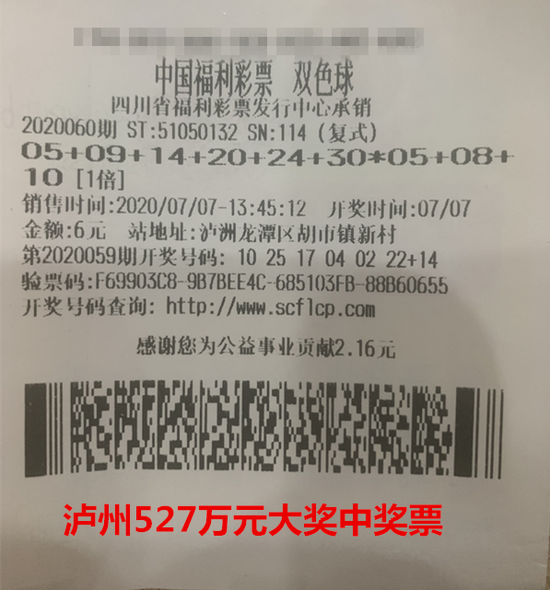 中国福利彩票 双色球
四川省福利彩票发行中心承销
2020060期 ST:51050132 SN:114 (复式)
05+09+14+20+24+30*05+08+
10 [1倍]
销售时间:2020/07/07-13:45:12 开奖时间:07/07
金额:6元 站地址:泸洲龙潭区胡市镇新村
第2020059期开奖号码: 10 25 17 04 02 22+14
验票码:F69903C8-9B7BEE4C-685103FB-88B60655
开奖号码查询: http://www.scflcp.com
感谢您为公益事业贡献2.16元
泸州527万元大奖中奖票